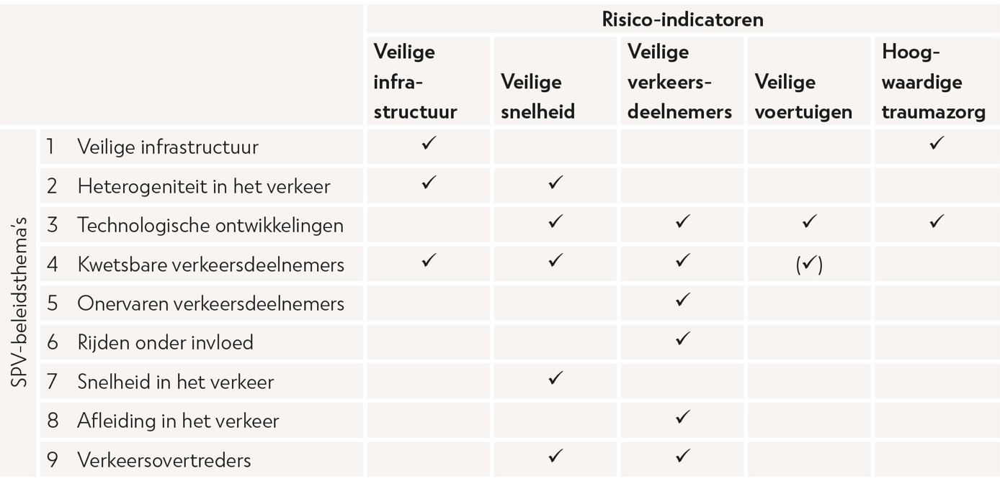 Risico-indicatoren
Veilige
infra-
structuur
Veilige
snelheid
Veilige
verkeers-
deelnemers
Veilige
voertuigen
Hoog-
waardige
traumazorg
SPV-beleidsthema's
1 Veilige infrastructuur ✓ ✓
2 Heterogeniteit in het verkeer ✓ ✓
3 Technologische ontwikkelingen ✓ ✓ ✓ ✓
4 Kwetsbare verkeersdeelnemers ✓ ✓ ✓ (✓)
5 Onervaren verkeersdeelnemers ✓
6 Rijden onder invloed ✓
7 Snelheid in het verkeer ✓
8 Afleiding in het verkeer ✓
9 Verkeersovertreders ✓ ✓